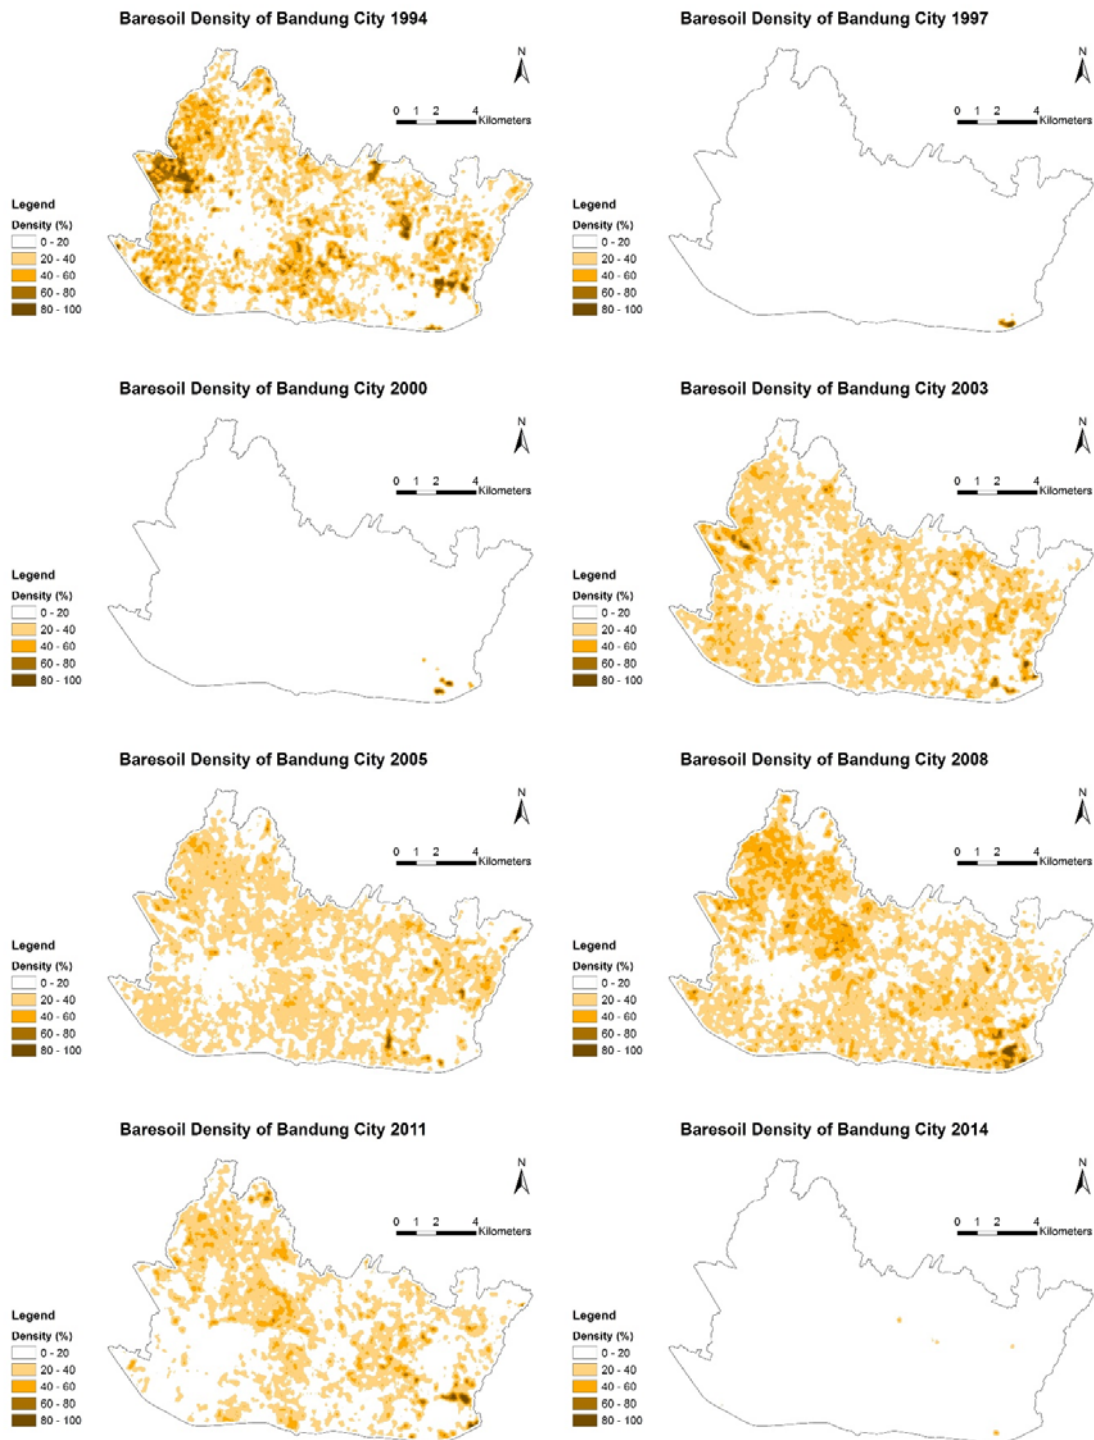 Baresoil Density of Bandung City 1994
N
0 1 2 4
Kilometers
Legend
Density (%)
0 - 20
20 - 40
40 - 60
60 - 80
80 - 100
Baresoil Density of Bandung City 1997
N
0 1 2 4
Kilometers
Legend
Density (%)
0 - 20
20 - 40
40 - 60
60 - 80
80 - 100
Baresoil Density of Bandung City 2000
N
0 1 2 4
Kilometers
Legend
Density (%)
0 - 20
20 - 40
40 - 60
60 - 80
80 - 100
Baresoil Density of Bandung City 2003
N
0 1 2 4
Kilometers
Legend
Density (%)
0 - 20
20 - 40
40 - 60
60 - 80
80 - 100
Baresoil Density of Bandung City 2005
N
0 1 2 4
Kilometers
Legend
Density (%)
0 - 20
20 - 40
40 - 60
60 - 80
80 - 100
Baresoil Density of Bandung City 2008
N
0 1 2 4
Kilometers
Legend
Density (%)
0 - 20
20 - 40
40 - 60
60 - 80
80 - 100
Baresoil Density of Bandung City 2011
N
0 1 2 4
Kilometers
Legend
Density (%)
0 - 20
20 - 40
40 - 60
60 - 80
80 - 100
Baresoil Density of Bandung City 2014
N
0 1 2 4
Kilometers
Legend
Density (%)
0 - 20
20 - 40
40 - 60
60 - 80
80 - 100